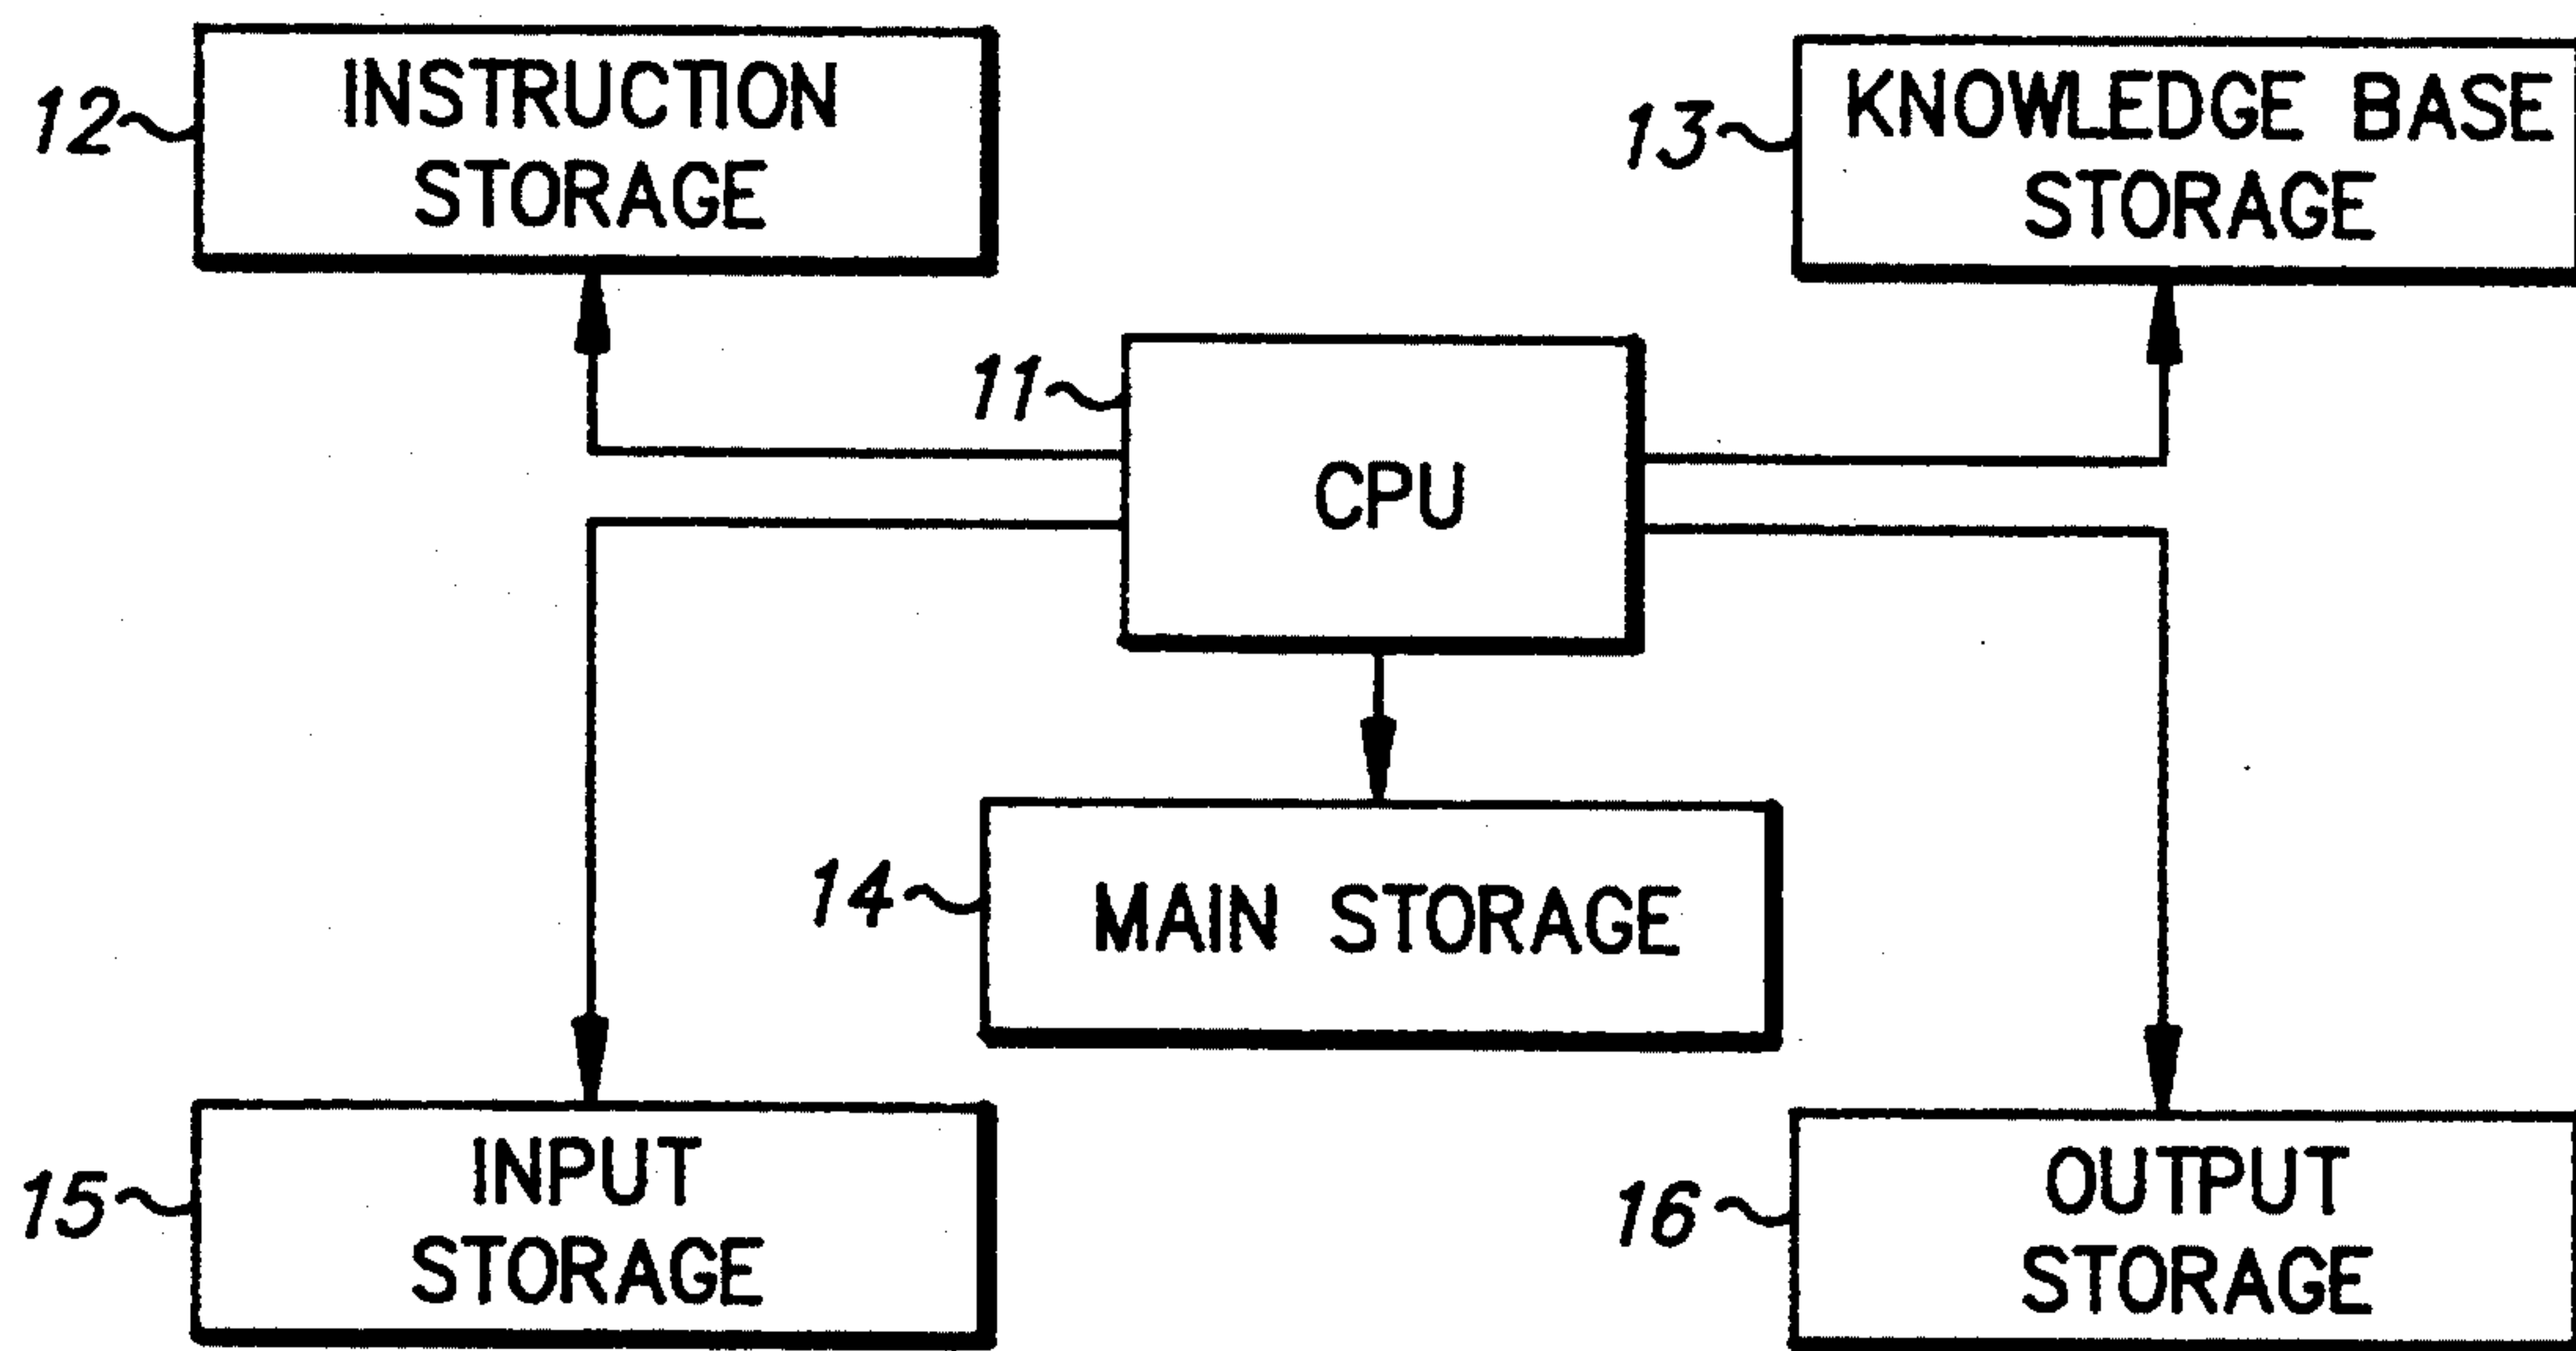 12
INSTRUCTION
STORAGE
13
KNOWLEDGE BASE
STORAGE
11
CPU
14
MAIN STORAGE
15
INPUT
STORAGE
16
OUTPUT
STORAGE